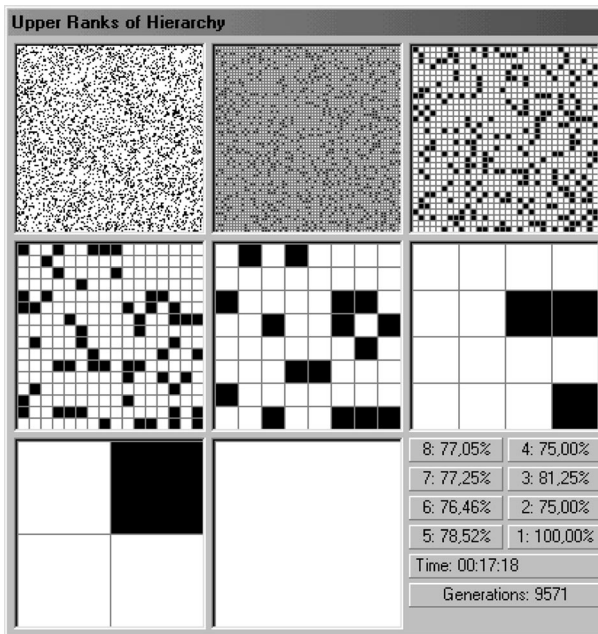 Upper Ranks of Hierarchy
8: 77,05% 4: 75,00%
7: 77,25% 3: 81,25%
6: 76,46% 2: 75,00%
5: 78,52% 1: 100,00%
Time: 00:17:18
Generations: 9571